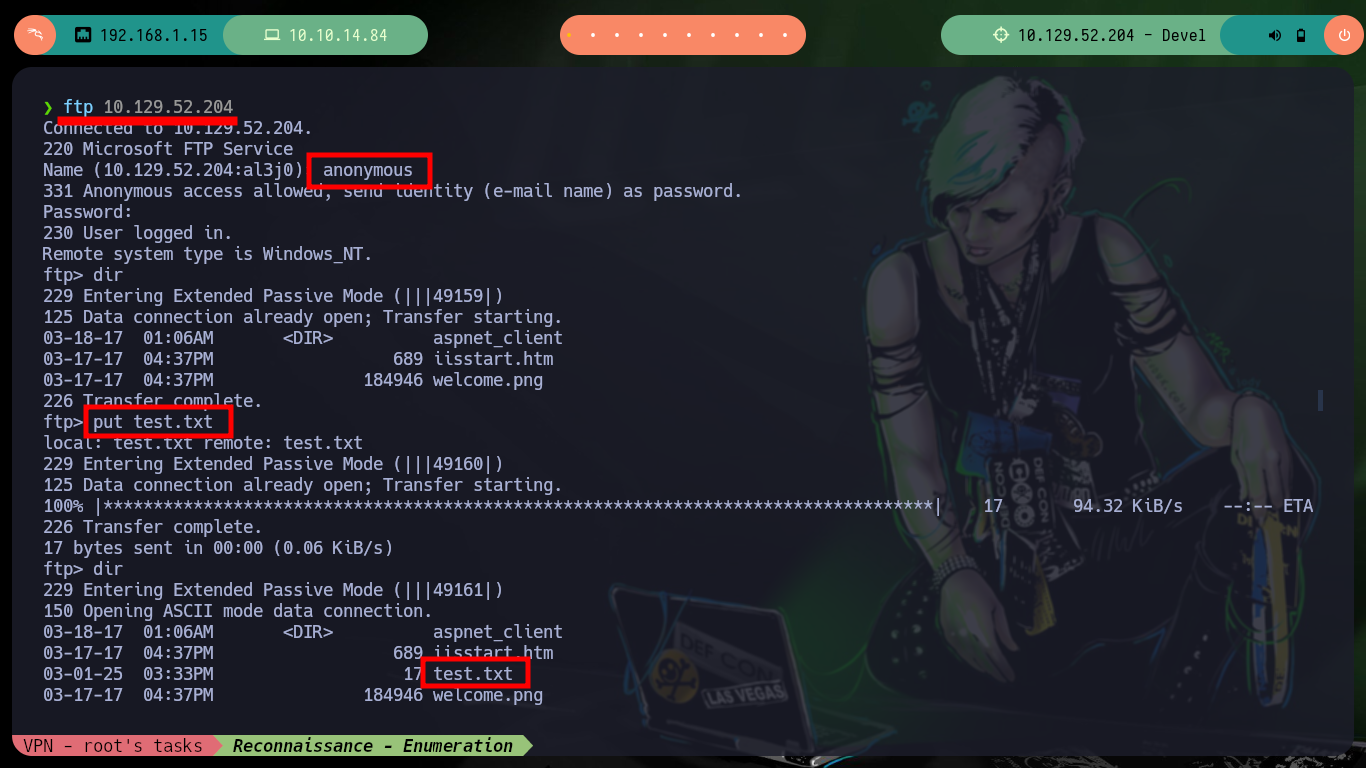 192.168.1.15 10.10.14.84 10.129.52.204 - Devel
❯ ftp 10.129.52.204
Connected to 10.129.52.204.
220 Microsoft FTP Service
Name (10.129.52.204:al3j0) anonymous
331 Anonymous access allowed, send identity (e-mail name) as password.
Password:
230 User logged in.
Remote system type is Windows_NT.
ftp> dir
229 Entering Extended Passive Mode (|||49159|)
125 Data connection already open; Transfer starting.
03-18-17  01:06AM       <DIR>          aspnet_client
03-17-17  04:37PM                  689 iisstart.htm
03-17-17  04:37PM               184946 welcome.png
226 Transfer complete.
ftp> put test.txt
local: test.txt remote: test.txt
229 Entering Extended Passive Mode (|||49160|)
125 Data connection already open; Transfer starting.
100% |***********************************************************************************|    17       94.32 KiB/s    --:-- ETA
226 Transfer complete.
17 bytes sent in 00:00 (0.06 KiB/s)
ftp> dir
229 Entering Extended Passive Mode (|||49161|)
150 Opening ASCII mode data connection.
03-18-17  01:06AM       <DIR>          aspnet_client
03-17-17  04:37PM                  689 iisstart.htm
03-01-25  03:33PM                   17 test.txt
03-17-17  04:37PM               184946 welcome.png
DEF CON
LAS VEGAS
DEF CON
VPN - root's tasks Reconnaissance - Enumeration